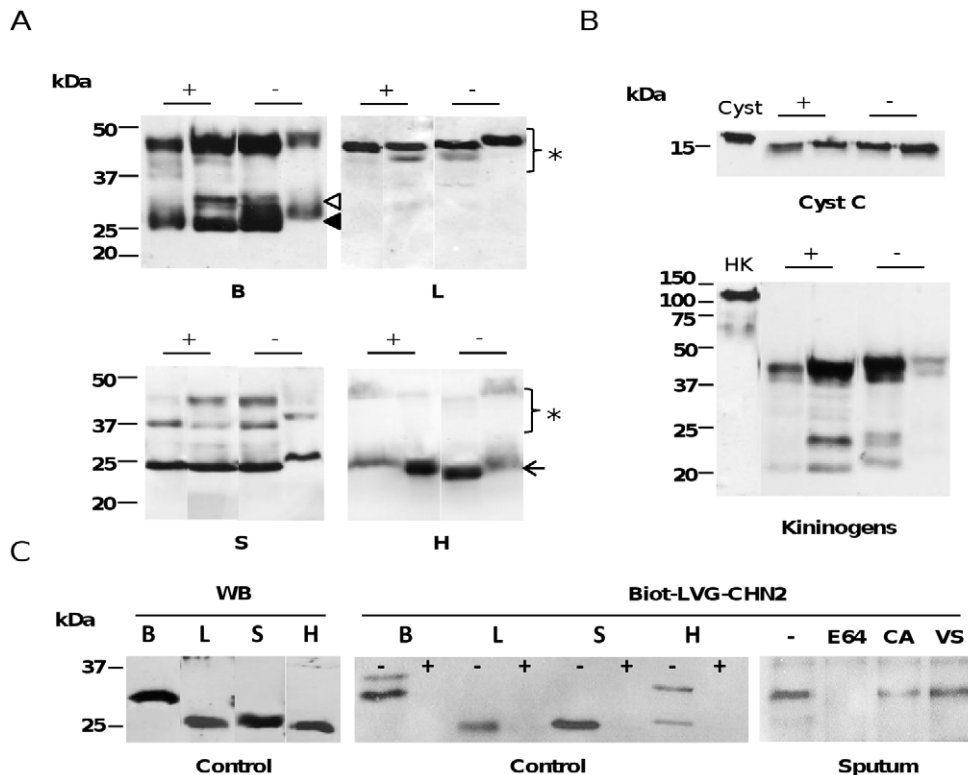 A
kDa
+ -
+ -
50
37
25
20
*
B
L
+ -
+ -
50
37
25
20
*
S
H
B
kDa
Cyst + -
15
Cyst C
HK + -
150
100
75
50
37
25
20
Kininogens
C
WB
Biot-LVG-CHN2
kDa
B L S H
B L S H
- E64 CA VS
- + - + - + - +
37
25
Control
Control
Sputum